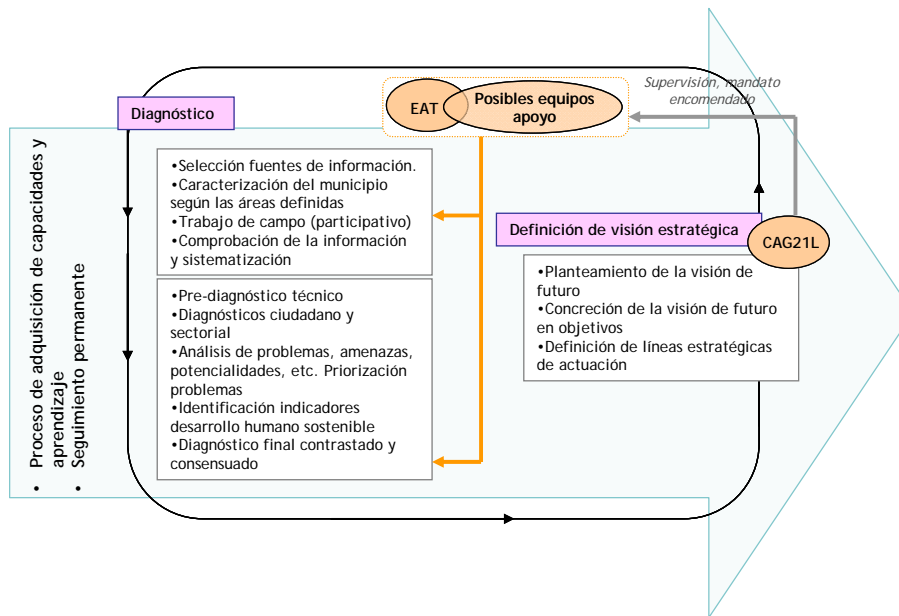 Supervisión, mandato
encomendado
EAT
Posibles equipos
apoyo
Diagnóstico
•Selección fuentes de información.
•Caracterización del municipio
según las áreas definidas
•Trabajo de campo (participativo)
•Comprobación de la información
y sistematización
•Pre-diagnóstico técnico
•Diagnósticos ciudadano y
sectorial
•Análisis de problemas, amenazas,
potencialidades, etc. Priorización
problemas
•Identificación indicadores
desarrollo humano sostenible
•Diagnóstico final contrastado y
consensuado
Definición de visión estratégica
CAG21L
•Planteamiento de la visión de
futuro
•Concreción de la visión de futuro
en objetivos
•Definición de líneas estratégicas
de actuación
• Proceso de adquisición de capacidades y
aprendizaje
• Seguimiento permanente